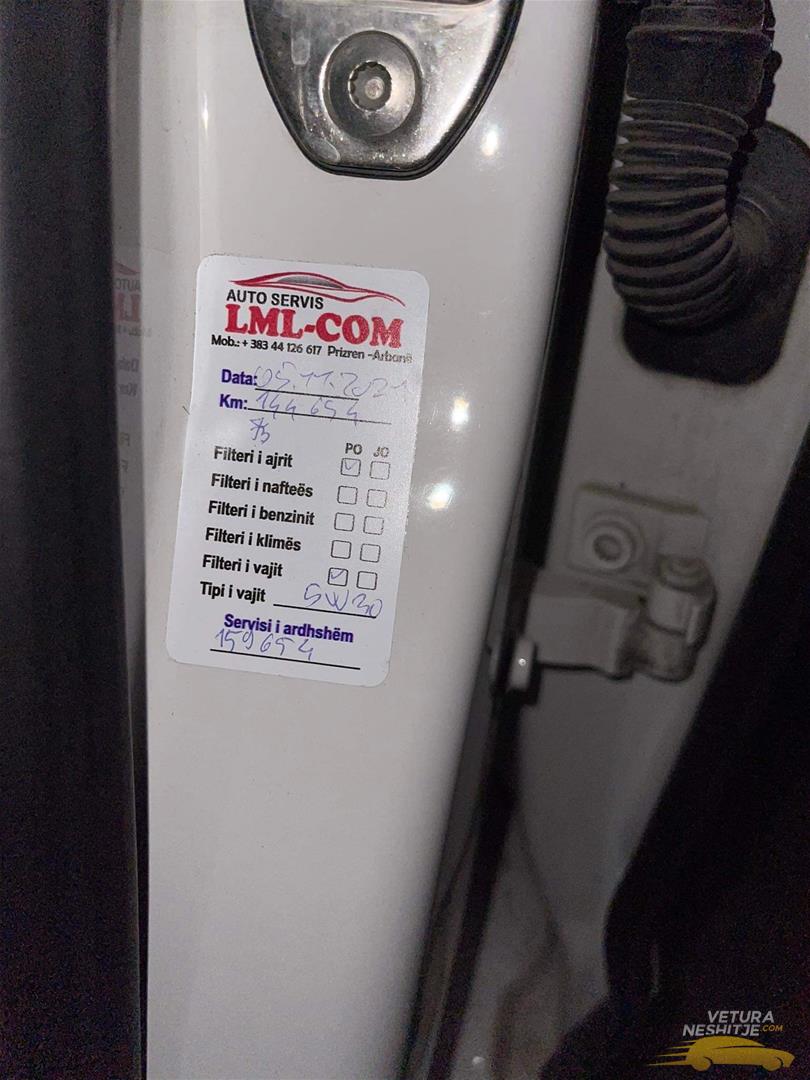 AUTO SERVIS
LML-COM
Mob.: + 383 44 126 617 Prizren -Arbanë
Data: 05.11.2021
Km: 144 654
PO JO
Filteri i ajrit
Filteri i nafteës
Filteri i benzinit
Filteri i klimës
Filteri i vajit
Tipi i vajit 5W30
Servisi i ardhshëm
159654
VETURA
NESHITJE.COM